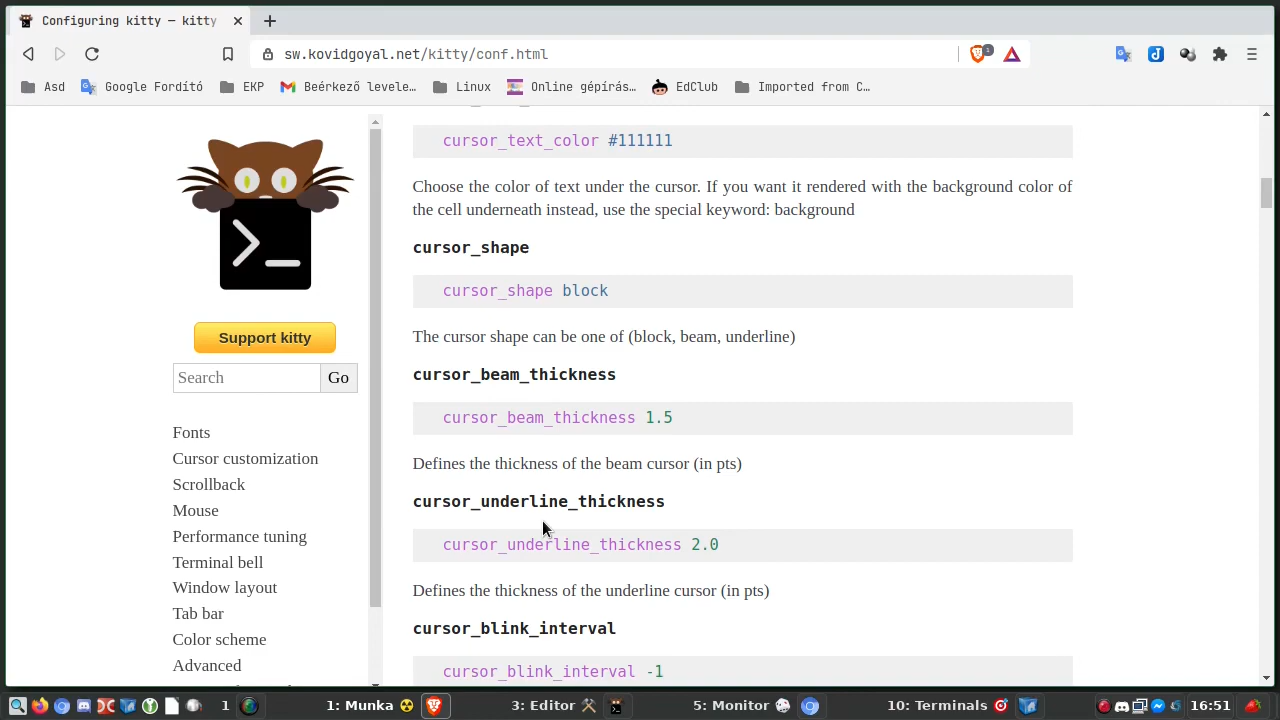 Configuring kitty — kitty
sw.kovidgoyal.net/kitty/conf.html
1
Asd
Google Fordító
EKP
Beérkező levele…
Linux
Online gépírás…
EdClub
Imported from C…
Support kitty
Search
Go
Fonts
Cursor customization
Scrollback
Mouse
Performance tuning
Terminal bell
Window layout
Tab bar
Color scheme
Advanced
cursor_text_color #111111
Choose the color of text under the cursor. If you want it rendered with the background color of
the cell underneath instead, use the special keyword: background
cursor_shape
cursor_shape block
The cursor shape can be one of (block, beam, underline)
cursor_beam_thickness
cursor_beam_thickness 1.5
Defines the thickness of the beam cursor (in pts)
cursor_underline_thickness
cursor_underline_thickness 2.0
Defines the thickness of the underline cursor (in pts)
cursor_blink_interval
cursor_blink_interval -1
1
1: Munka
3: Editor
5: Monitor
10: Terminals
16:51